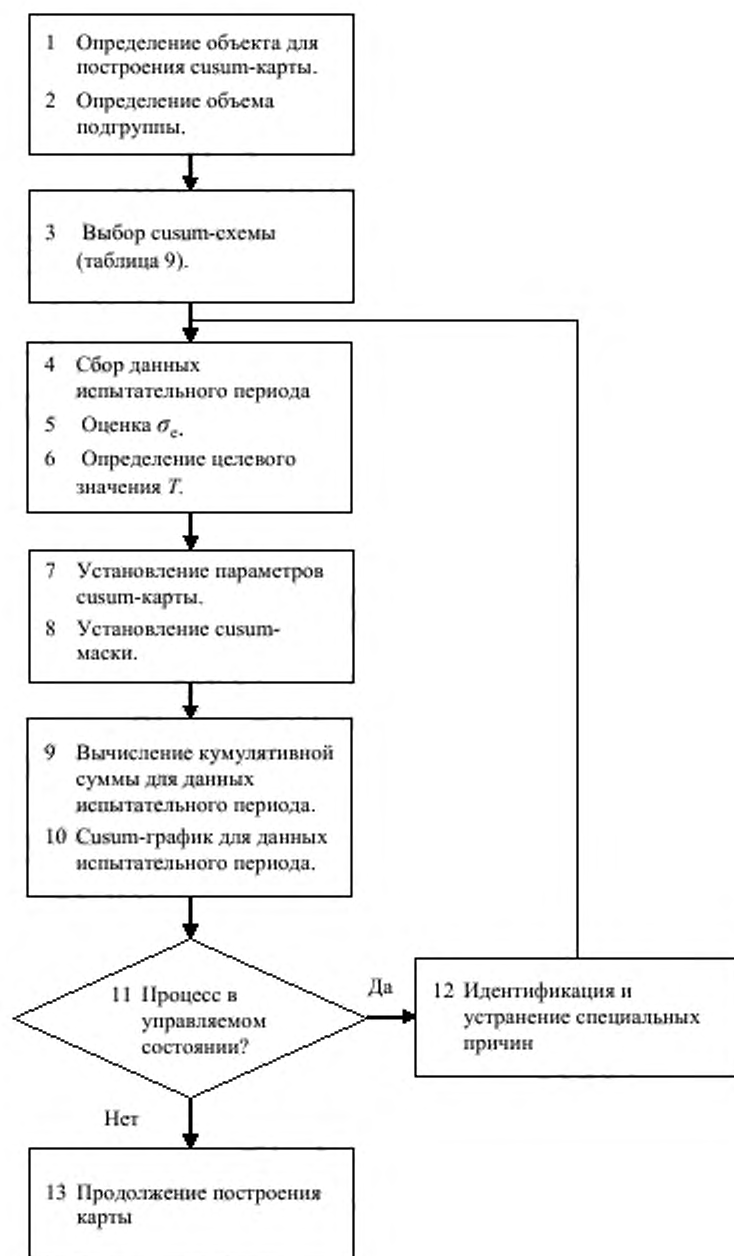 1 Определение объекта для
построения cusum-карты.
2 Определение объема
подгруппы.
3 Выбор cusum-схемы
(таблица 9).
4 Сбор данных
испытательного периода
5 Оценка σе.
6 Определение целевого
значения T.
7 Установление параметров
cusum-карты.
8 Установление cusum-
маски.
9 Вычисление кумулятивной
суммы для данных
испытательного периода.
10 Cusum-график для данных
испытательного периода.
11 Процесс в
управляемом
состоянии?
Да
12 Идентификация и
устранение специальных
причин
Нет
13 Продолжение построения
карты